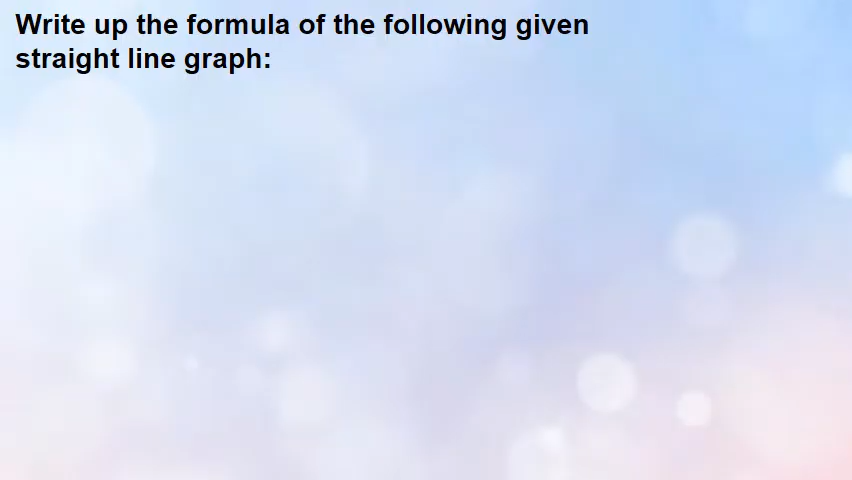 Write up the formula of the following given
straight line graph: